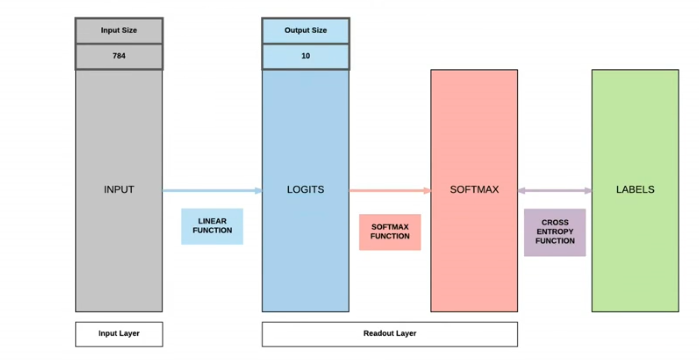 Input Size
784
Output Size
10
INPUT
LOGITS
SOFTMAX
LABELS
LINEAR
FUNCTION
SOFTMAX
FUNCTION
CROSS
ENTROPY
FUNCTION
Input Layer
Readout Layer